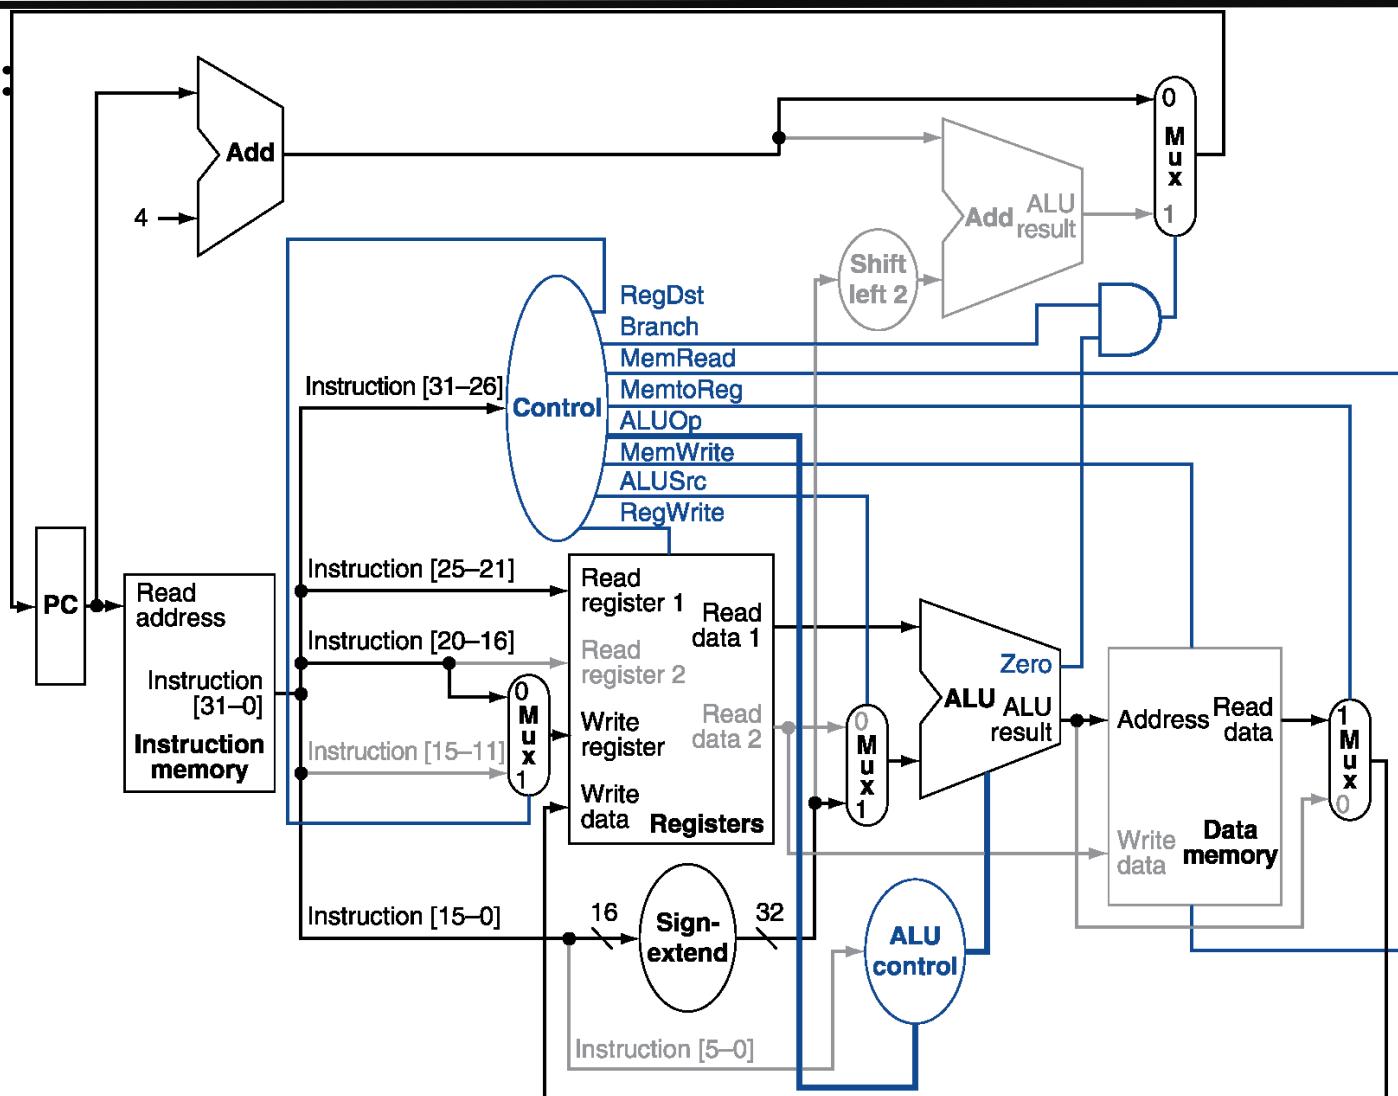 0
M
u
x
1
Add
4
Add
ALU
result
Shift
left 2
RegDst
Branch
MemRead
MemtoReg
ALUOp
MemWrite
ALUSrc
RegWrite
Instruction [31–26]
Control
PC
Read
address
Instruction
[31–0]
Instruction
memory
Instruction [25–21]
Instruction [20–16]
Instruction [15–11]
0
M
u
x
1
Read
register 1
Read
register 2
Write
register
Write
data
Read
data 1
Read
data 2
Registers
0
M
u
x
1
Zero
ALU
ALU
result
Address
Read
data
Write
data
Data
memory
1
M
u
x
0
Instruction [15–0]
16
Sign-
extend
32
ALU
control
Instruction [5–0]